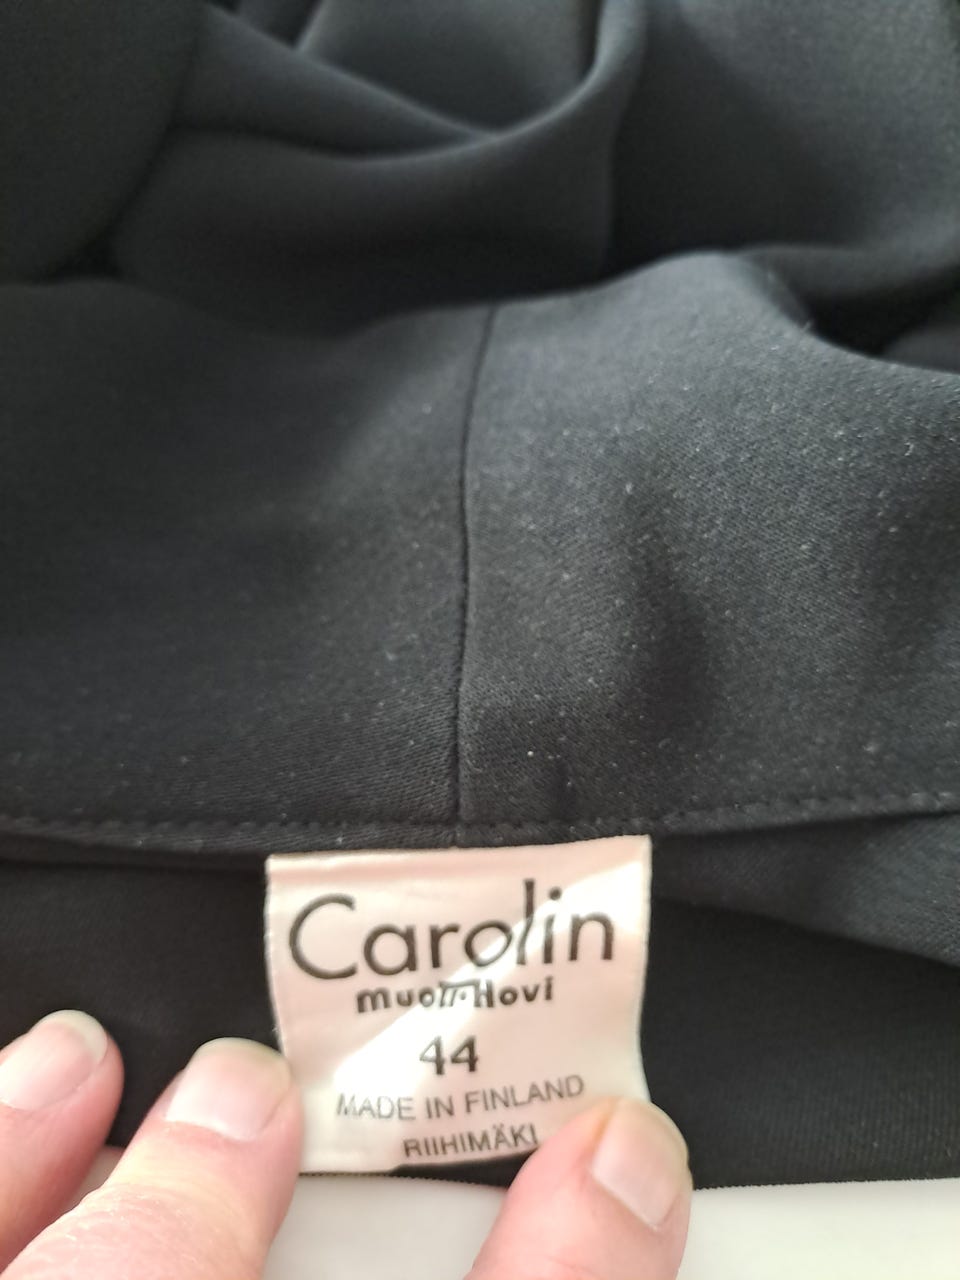 Carolin
Muoti-Hovi
44
MADE IN FINLAND
RIIHIMÄKI